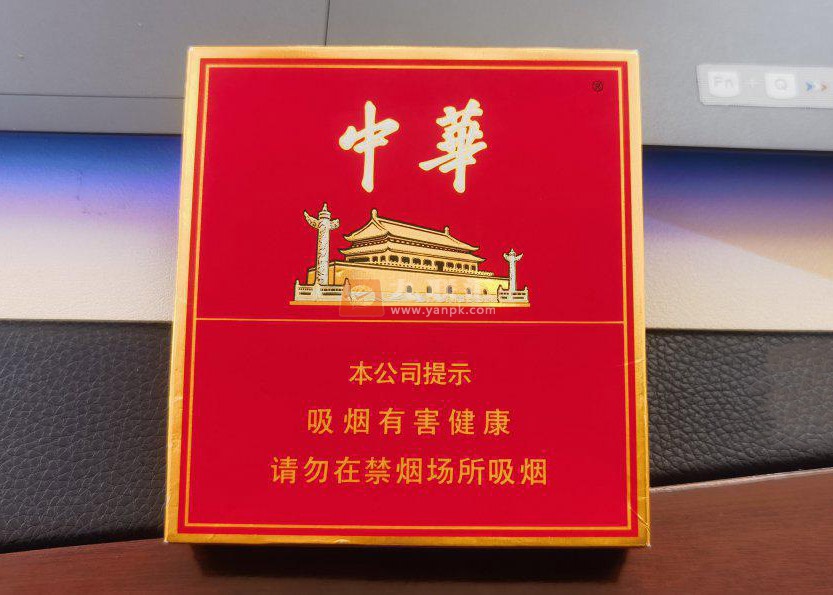 Fn + Q
中華
www.yanpk.com
本公司提示
吸烟有害健康
请勿在禁烟场所吸烟